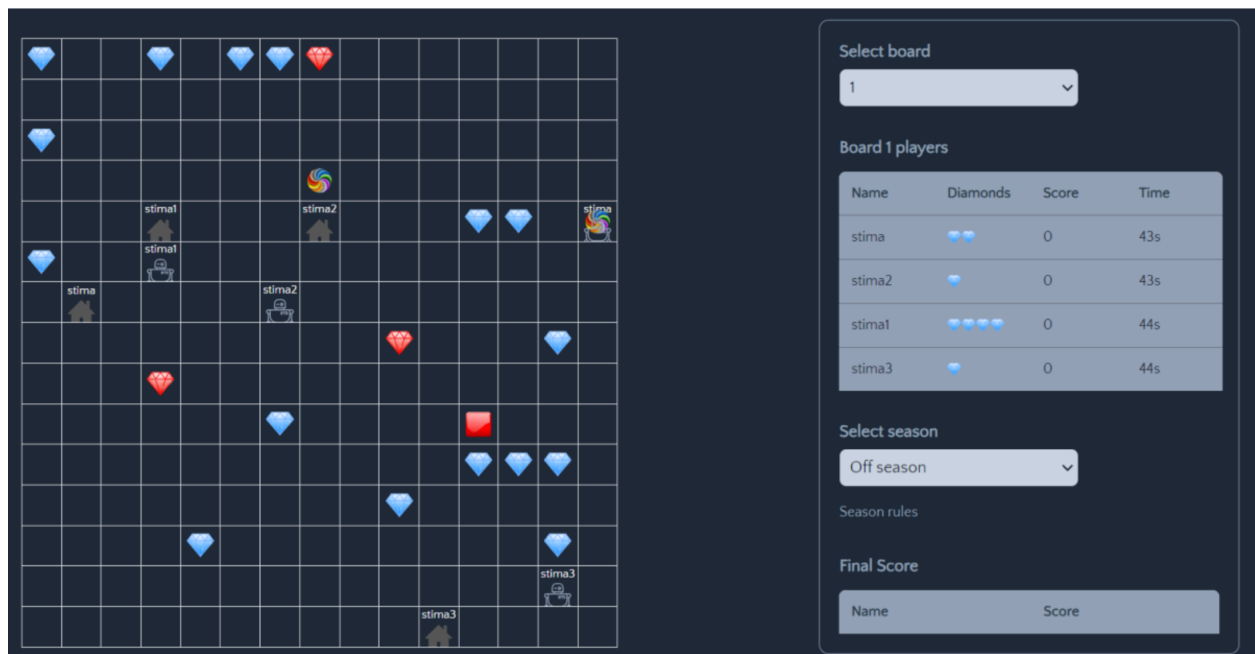 stima1
stima2
stima
stima1
stima
stima2
stima3
stima3
Select board
1
Board 1 players
Name Diamonds Score Time
stima 0 43s
stima2 0 43s
stima1 0 44s
stima3 0 44s
Select season
Off season
Season rules
Final Score
Name Score